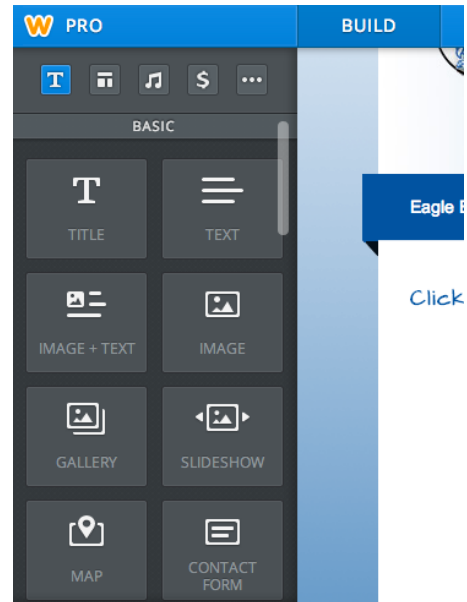 PRO
BUILD
T
$
BASIC
T
TITLE
TEXT
IMAGE + TEXT
IMAGE
GALLERY
SLIDESHOW
MAP
CONTACT
FORM
Eagle
Click